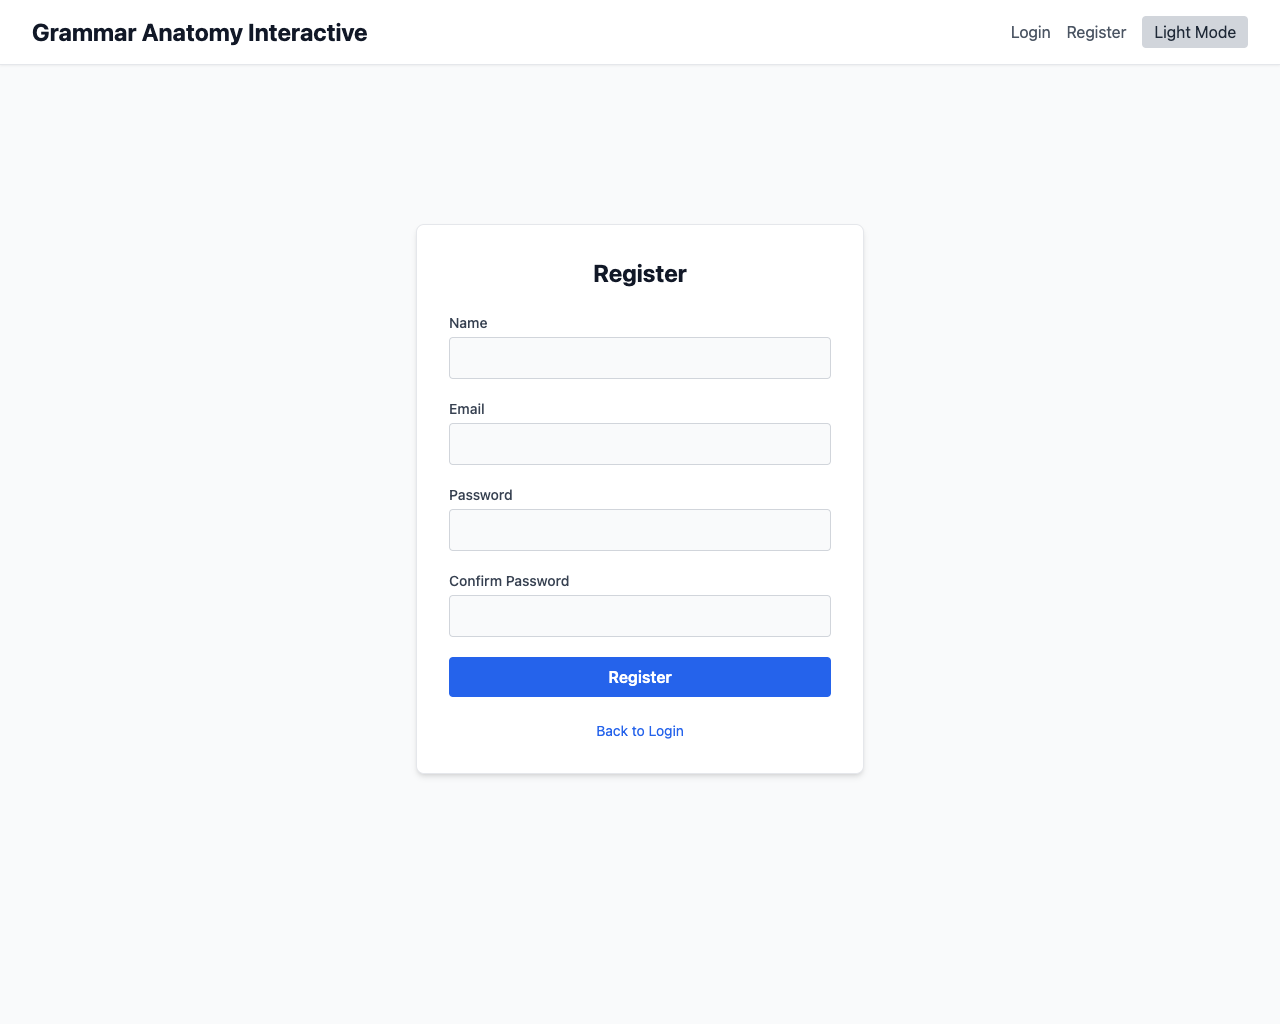 Grammar Anatomy Interactive
Login
Register
Light Mode
Register
Name
Email
Password
Confirm Password
Register
Back to Login